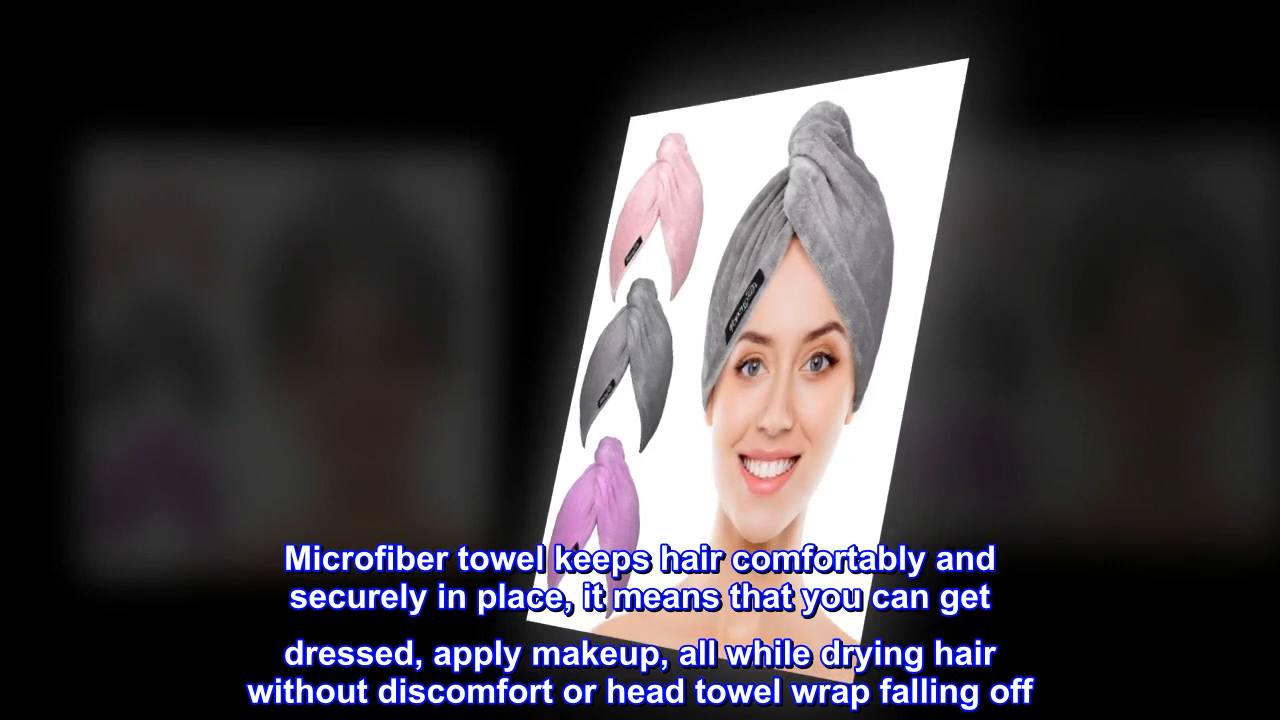 Microfiber towel keeps hair comfortably and
securely in place, it means that you can get
dressed, apply makeup, all while drying hair
without discomfort or head towel wrap falling off